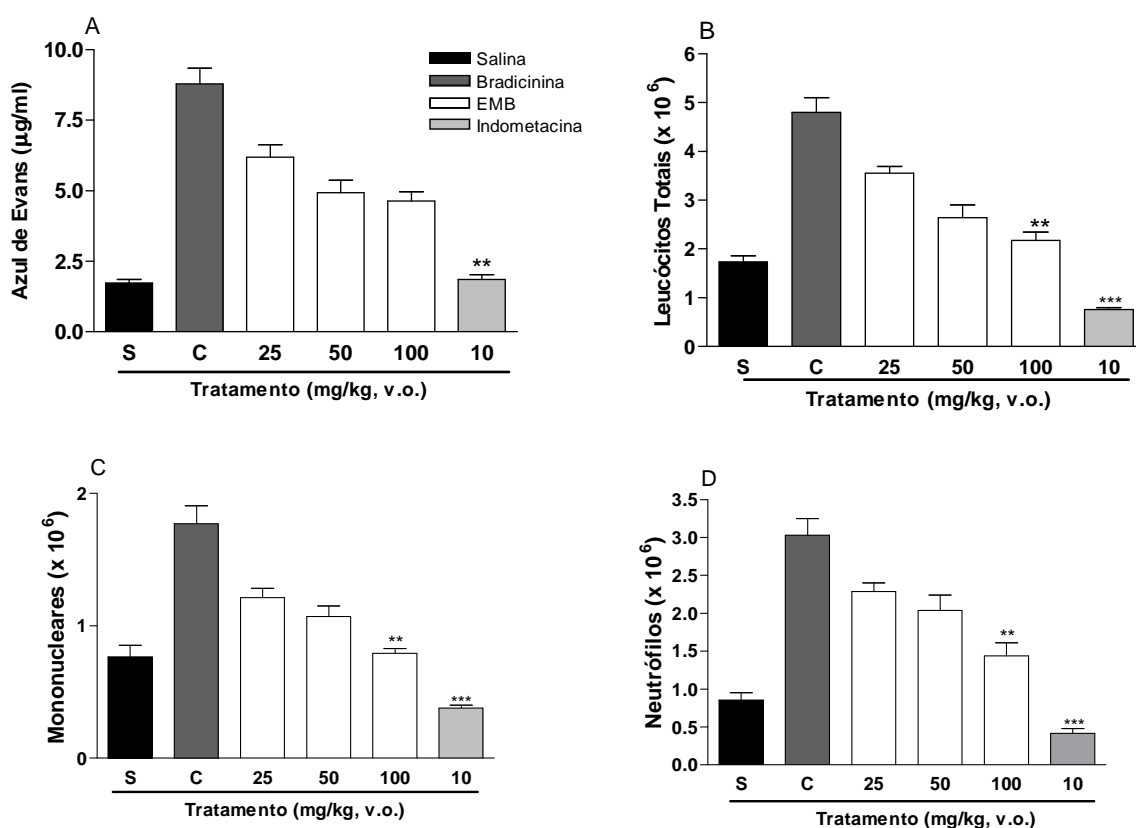 A
Azul de Evans (μg/ml)
10.0
7.5
5.0
2.5
0.0
Salina
Bradicinina
EMB
Indometacina
**
S C 25 50 100 10
Tratamento (mg/kg, v.o.)
B
Leucócitos Totais (x 10⁶)
6
5
4
3
2
1
0
**
***
S C 25 50 100 10
Tratamento (mg/kg, v.o.)
C
Mononucleares (x 10⁶)
2
1
0
**
***
S C 25 50 100 10
Tratamento (mg/kg, v.o.)
D
Neutrófilos (x 10⁶)
3.5
3.0
2.5
2.0
1.5
1.0
0.5
0.0
**
***
S C 25 50 100 10
Tratamento (mg/kg, v.o.)